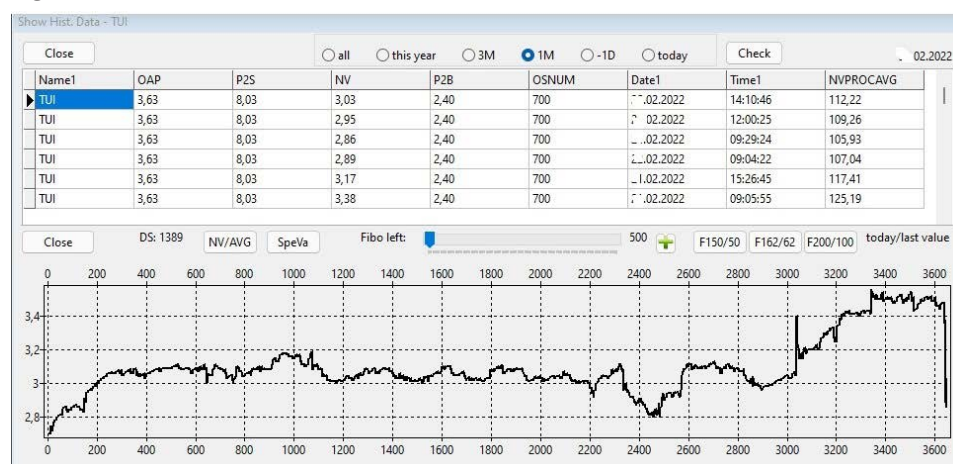 Show Hist. Data - TUI
Close all this year 3M 1M -1D today Check 02.2022
Name1 OAP P2S NV P2B OSNUM Date1 Time1 NVPROCAVG
TUI 3,63 8,03 3,03 2,40 700 .02.2022 14:10:46 112,22
TUI 3,63 8,03 2,95 2,40 700 02.2022 12:00:25 109,26
TUI 3,63 8,03 2,86 2,40 700 .02.2022 09:29:24 105,93
TUI 3,63 8,03 2,89 2,40 700 .02.2022 09:04:22 107,04
TUI 3,63 8,03 3,17 2,40 700 .02.2022 15:26:45 117,41
TUI 3,63 8,03 3,38 2,40 700 .02.2022 09:05:55 125,19
Close DS: 1389 NV/AVG SpeVa Fibo left: 500 F150/50 F162/62 F200/100 today/last value
0 200 400 600 800 1000 1200 1400 1600 1800 2000 2200 2400 2600 2800 3000 3200 3400 3600
3,4
3,2
3
2,8
0 200 400 600 800 1000 1200 1400 1600 1800 2000 2200 2400 2600 2800 3000 3200 3400 3600